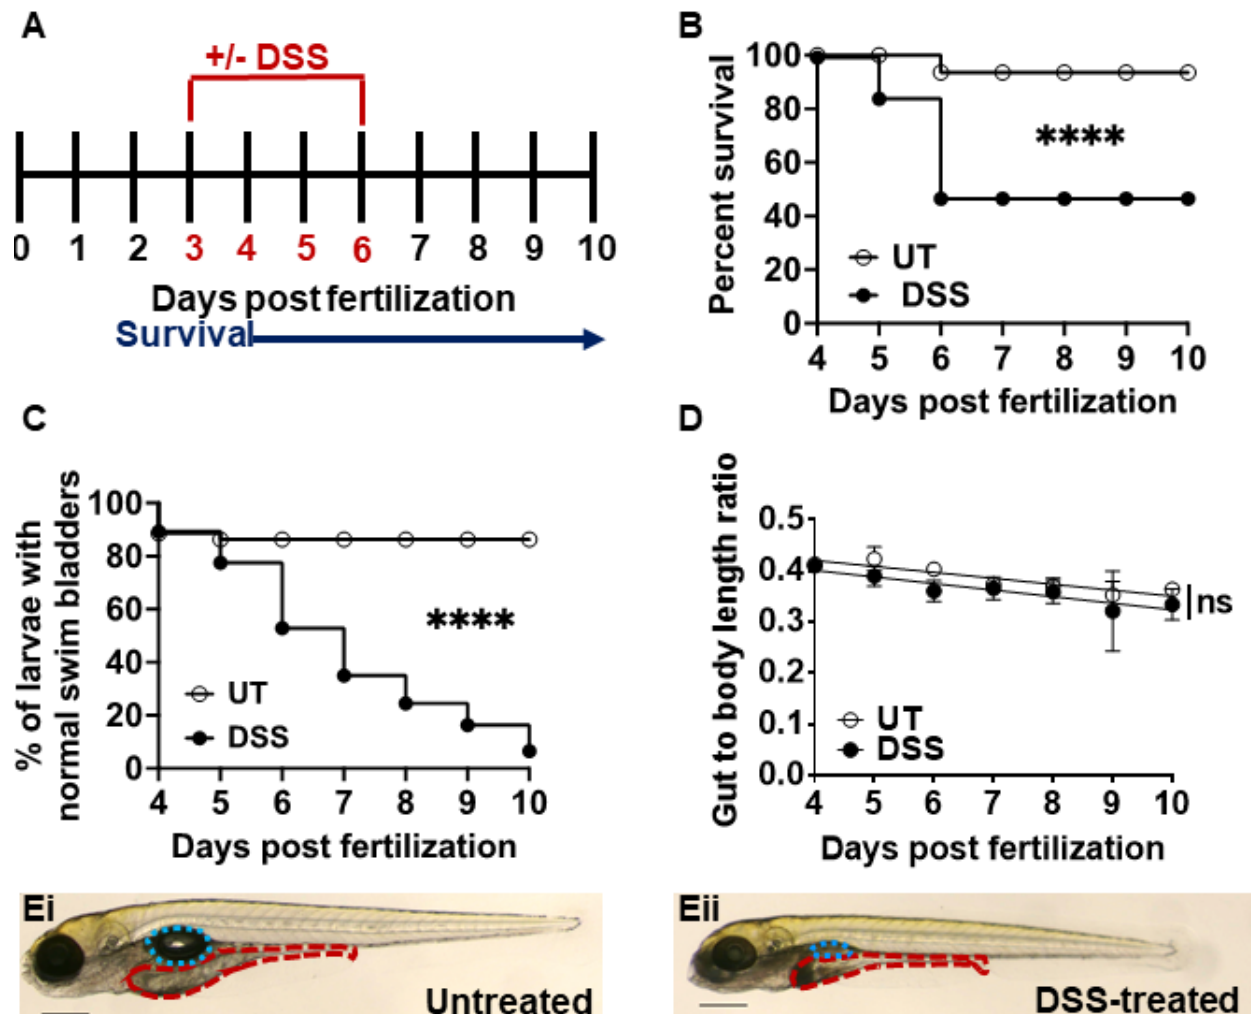 A
+/- DSS
0 1 2 3 4 5 6 7 8 9 10
Days post fertilization
Survival
B
Percent survival
100
80
60
40
20
0
****
UT
DSS
4 5 6 7 8 9 10
Days post fertilization
C
% of larvae with
normal swim bladders
100
80
60
40
20
0
****
UT
DSS
4 5 6 7 8 9 10
Days post fertilization
D
Gut to body length ratio
0.5
0.4
0.3
0.2
0.1
0.0
ns
UT
DSS
4 5 6 7 8 9 10
Days post fertilization
Ei
Untreated
Eii
DSS-treated